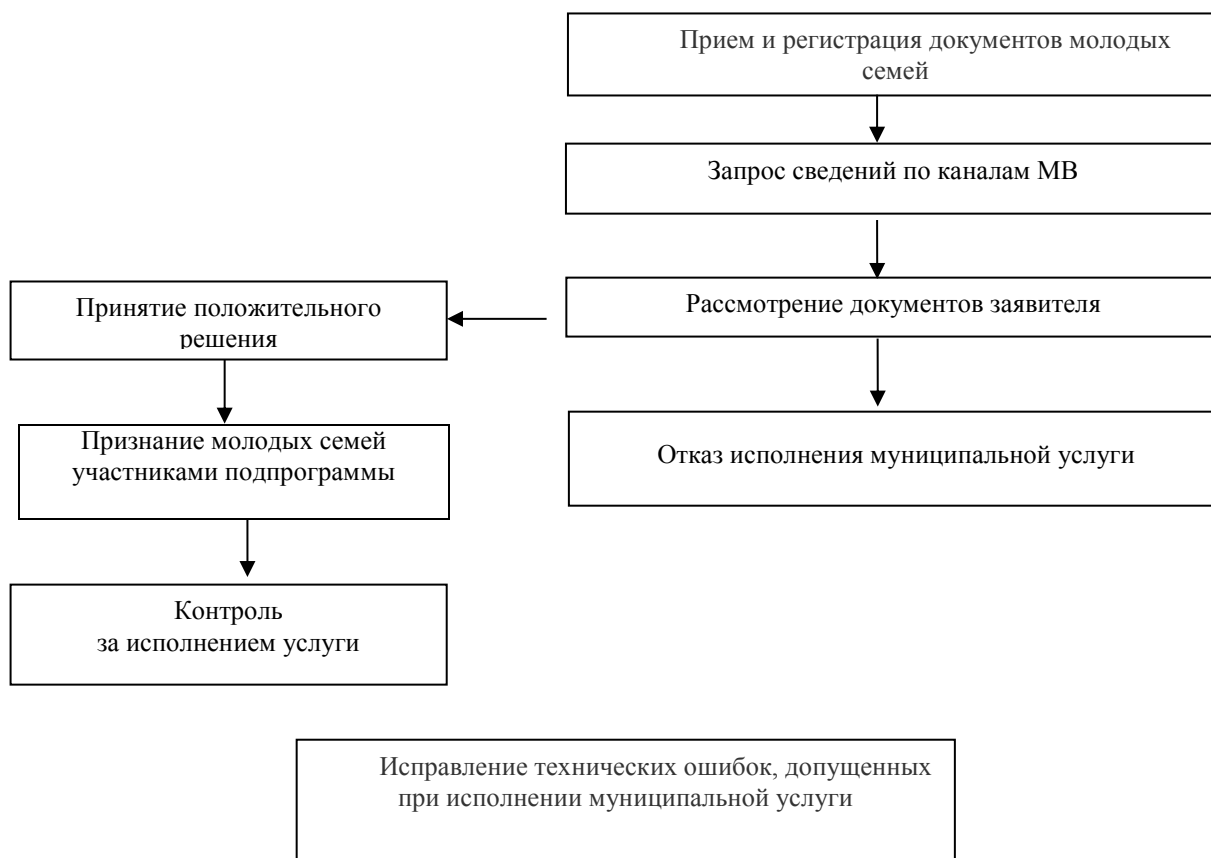 Прием и регистрация документов молодых
семей
Запрос сведений по каналам МВ
Рассмотрение документов заявителя
Принятие положительного
решения
Признание молодых семей
участниками подпрограммы
Отказ исполнения муниципальной услуги
Контроль
за исполнением услуги
Исправление технических ошибок, допущенных
при исполнении муниципальной услуги